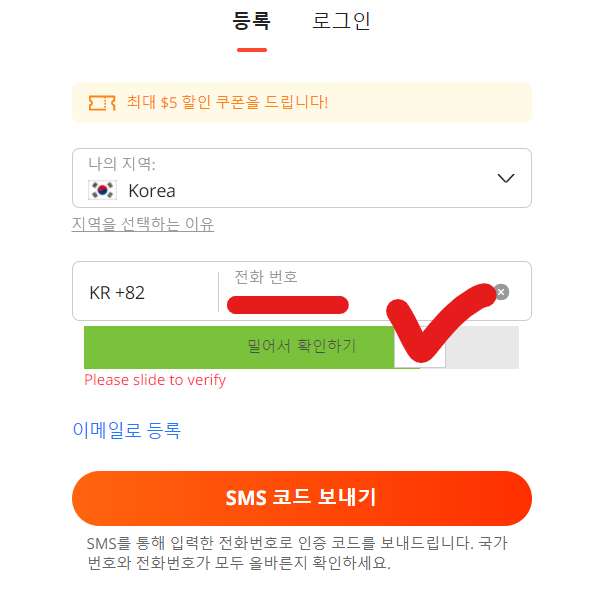 등록 로그인
최대 $5 할인 쿠폰을 드립니다!
나의 지역:
Korea
지역을 선택하는 이유
전화 번호
KR +82
밀어서 확인하기
Please slide to verify
이메일로 등록
SMS 코드 보내기
SMS를 통해 입력한 전화번호로 인증 코드를 보내드립니다. 국가
번호와 전화번호가 모두 올바른지 확인하세요.